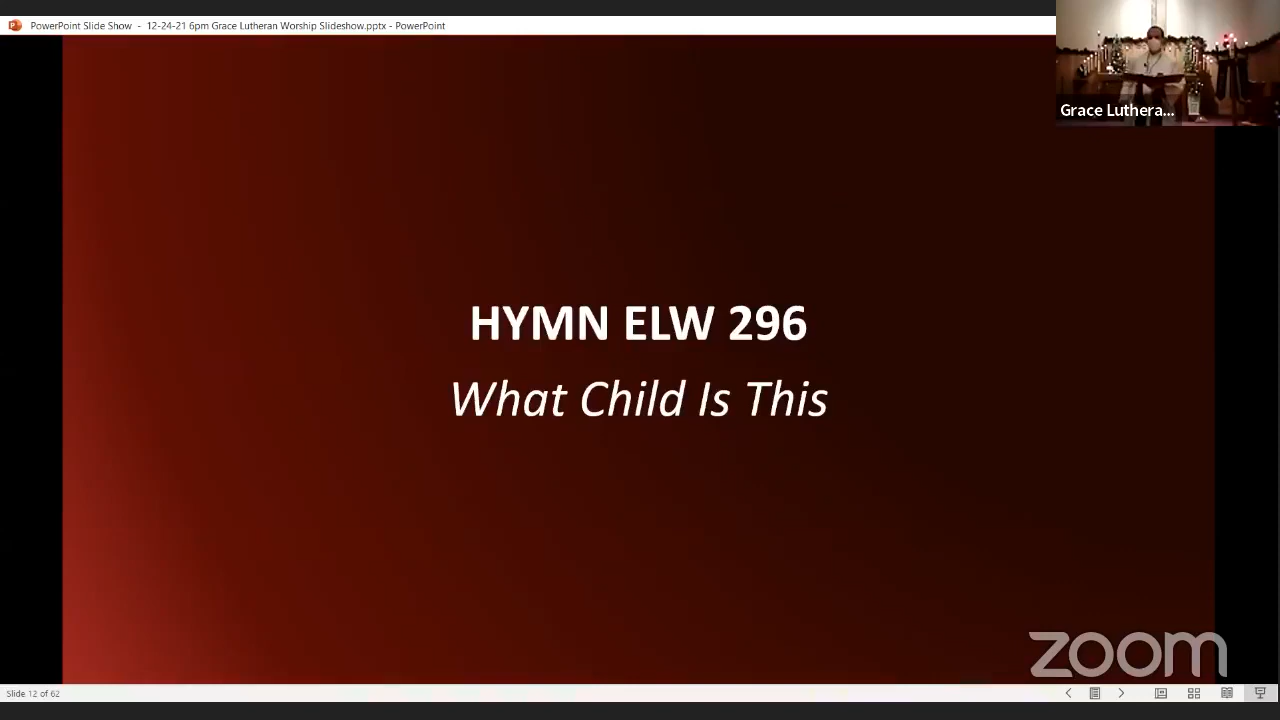 PowerPoint Slide Show - 12-24-21 6pm Grace Lutheran Worship Slideshow.pptx - PowerPoint
Grace Luthera...
HYMN ELW 296
What Child Is This
zoom
Slide 12 of 62